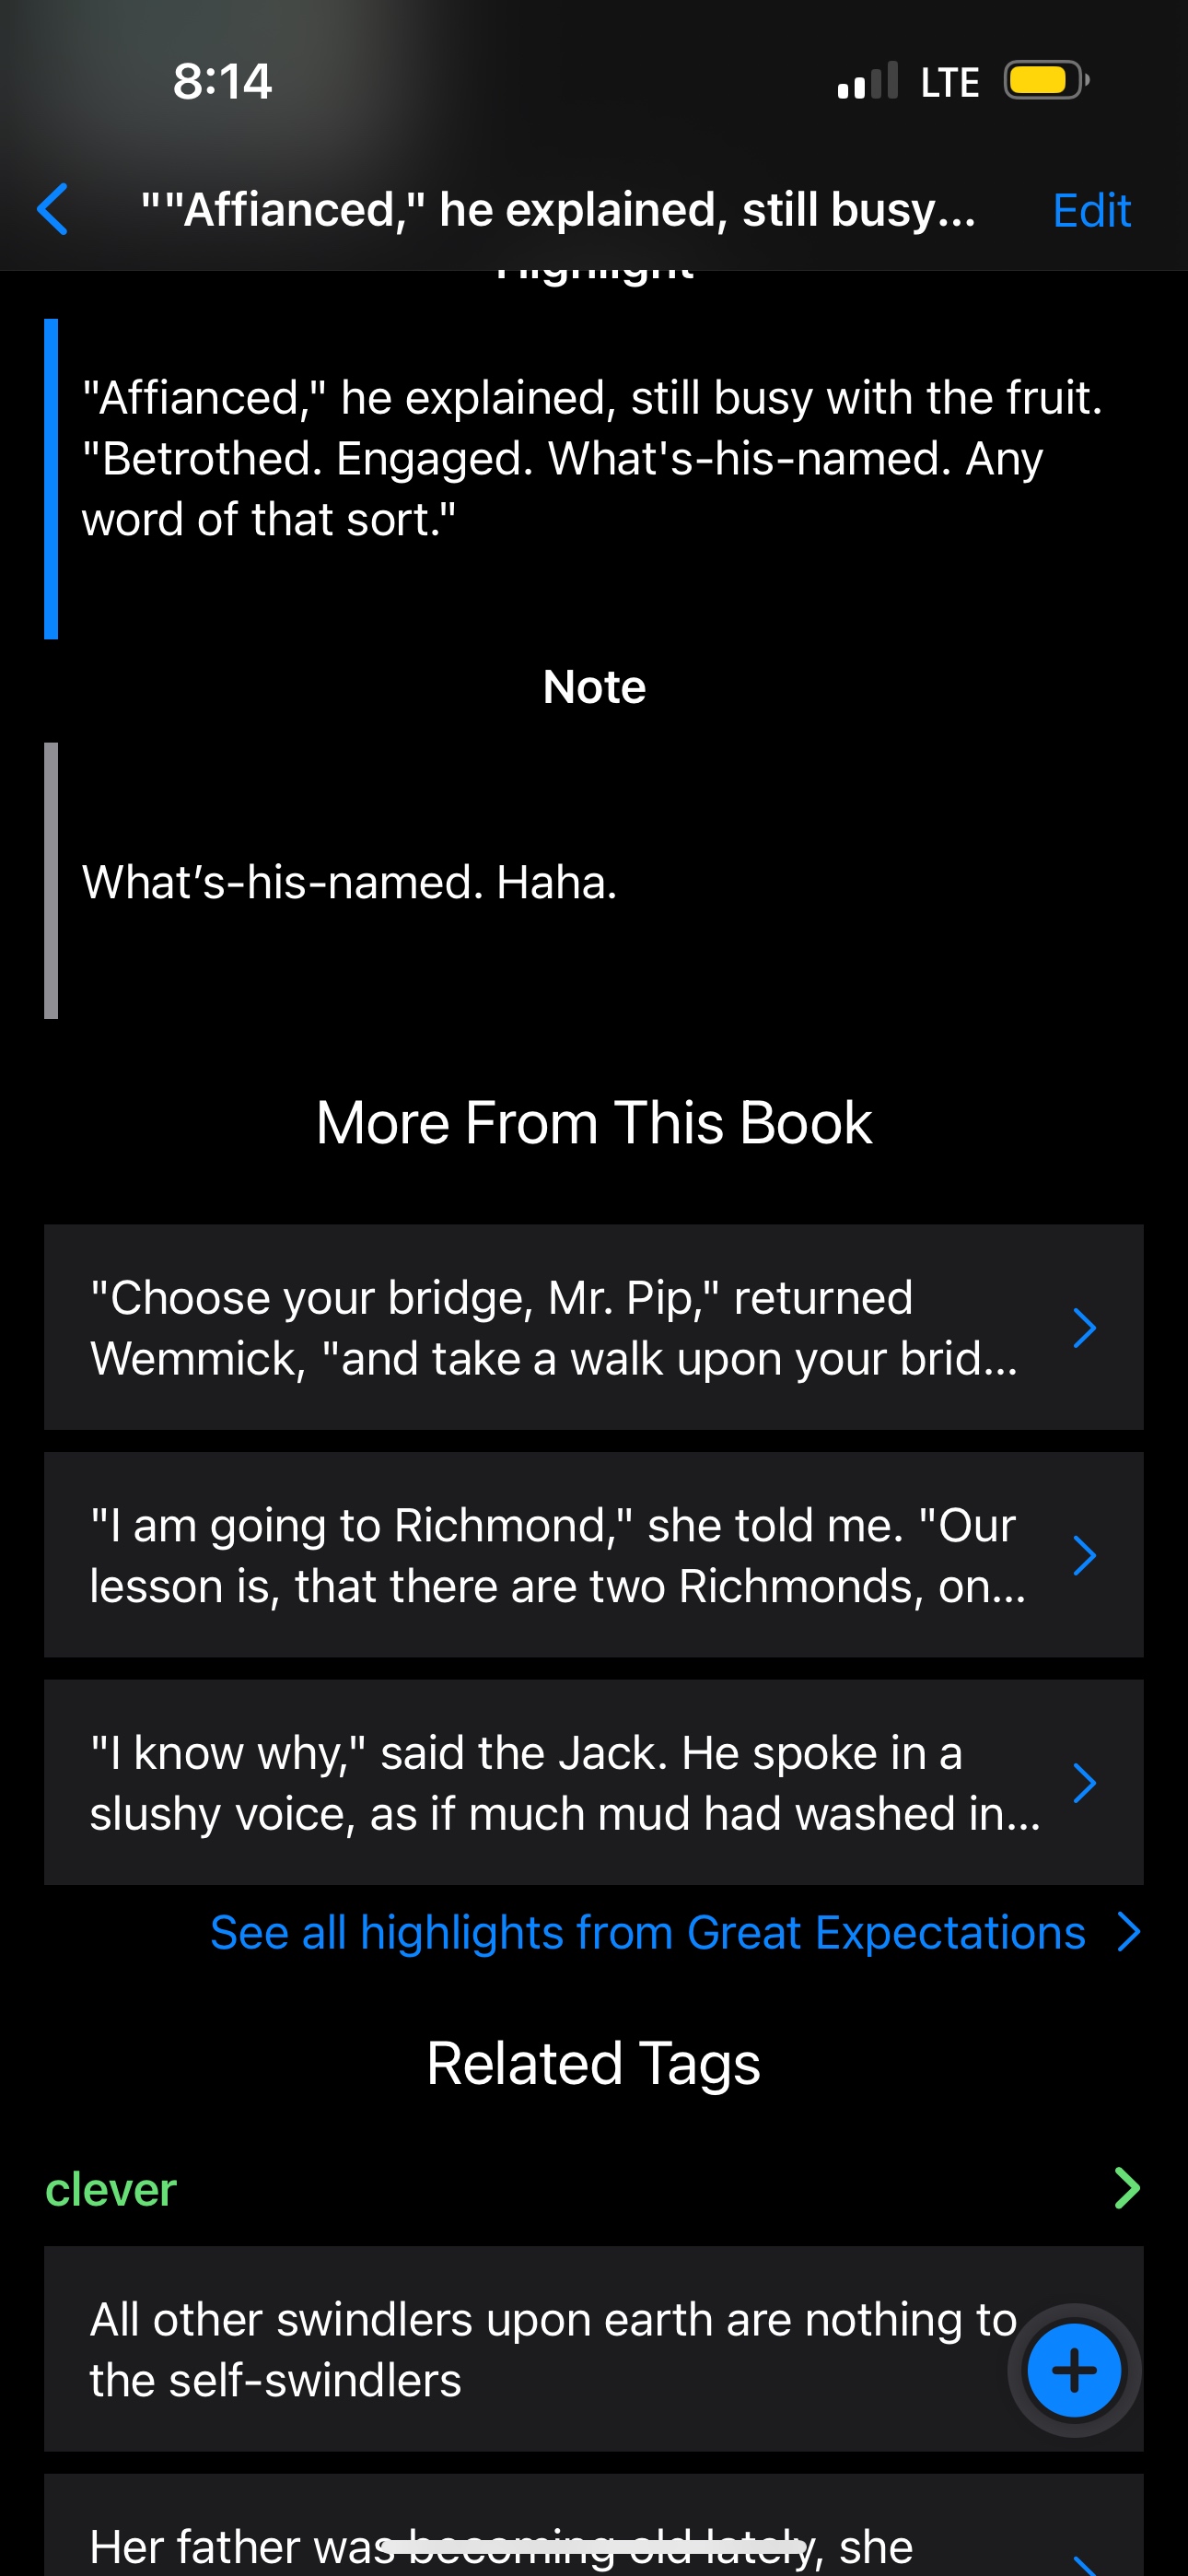 8:14
LTE
""Affianced," he explained, still busy...
Edit
Highlight
"Affianced," he explained, still busy with the fruit.
"Betrothed. Engaged. What's-his-named. Any
word of that sort."
Note
What’s-his-named. Haha.
More From This Book
"Choose your bridge, Mr. Pip," returned
Wemmick, "and take a walk upon your brid...
"I am going to Richmond," she told me. "Our
lesson is, that there are two Richmonds, on...
"I know why," said the Jack. He spoke in a
slushy voice, as if much mud had washed in...
See all highlights from Great Expectations
Related Tags
clever
All other swindlers upon earth are nothing to
the self-swindlers
Her father was becoming old lately, she